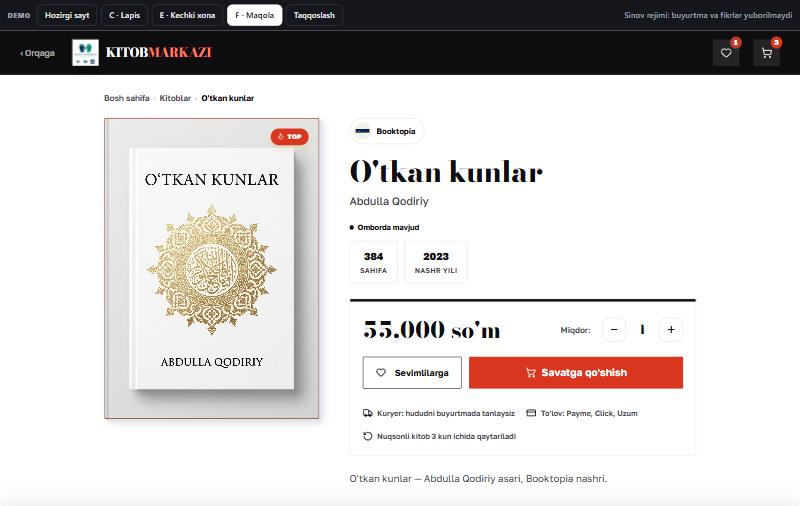 DEMO Hozirgi sayt C · Lapis E · Kechki xona F · Maqola Taqqoslash Sinov rejimi: buyurtma va fikrlar yuborilmaydi
‹ Orqaga KITOBMARKAZI 1 3
Bosh sahifa › Kitoblar › O'tkan kunlar
TOP
O‘TKAN KUNLAR
ABDULLA QODIRIY
Booktopia
O'tkan kunlar
Abdulla Qodiriy
Omborda mavjud
384 2023
SAHIFA NASHR YILI
55,000 so'm Miqdor: − 1 +
Sevimlilarga Savatga qo'shish
Kuryer: hududni buyurtmada tanlaysiz To'lov: Payme, Click, Uzum
Nuqsonli kitob 3 kun ichida qaytariladi
O'tkan kunlar — Abdulla Qodiriy asari, Booktopia nashri.